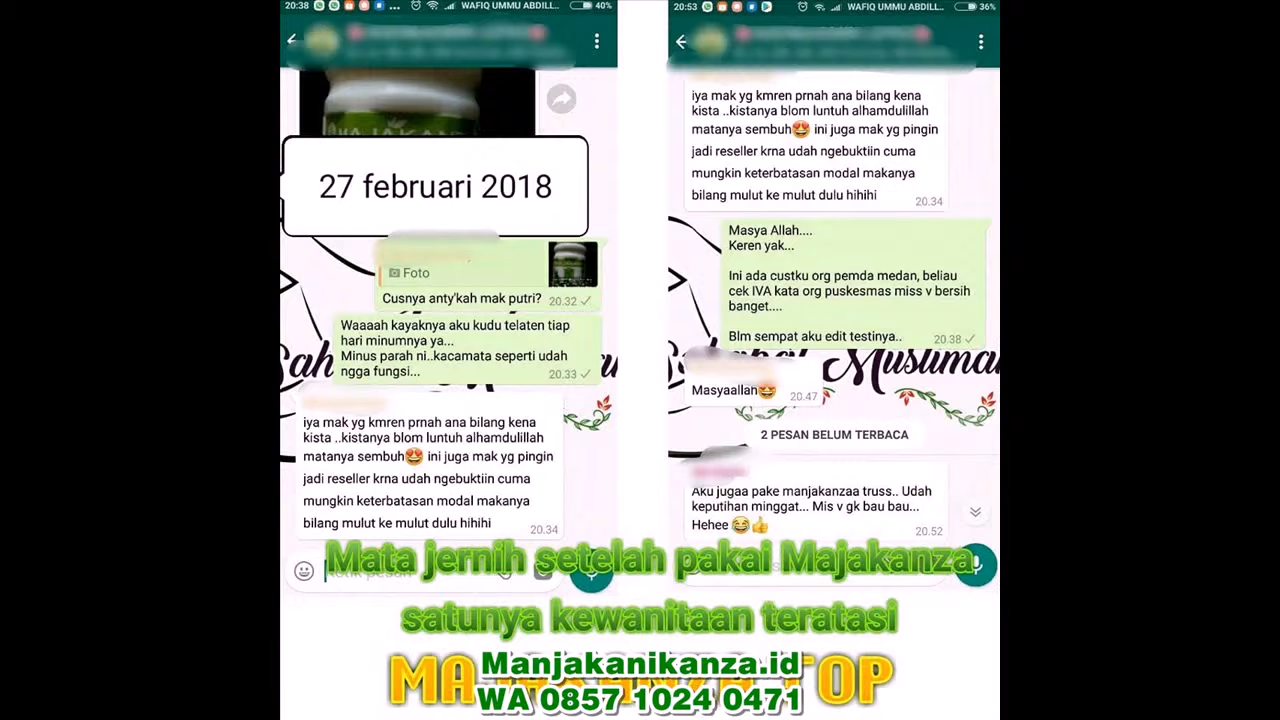 20:38
WAFIQ UMMU ABDILL...
40%
27 februari 2018
Foto
Cusnya anty'kah mak putri?
20.32
Waaaah kayaknya aku kudu telaten tiap
hari minumnya ya...
Minus parah ni..kacamata seperti udah
ngga fungsi...
20.33
iya mak yg kmren prnah ana bilang kena
kista ..kistanya blom luntuh alhamdulillah
matanya sembuh😍 ini juga mak yg pingin
jadi reseller krna udah ngebuktiin cuma
mungkin keterbatasan modal makanya
bilang mulut ke mulut dulu hihihi
20.34
20:53
WAFIQ UMMU ABDILL...
36%
iya mak yg kmren prnah ana bilang kena
kista ..kistanya blom luntuh alhamdulillah
matanya sembuh😍 ini juga mak yg pingin
jadi reseller krna udah ngebuktiin cuma
mungkin keterbatasan modal makanya
bilang mulut ke mulut dulu hihihi
20.34
Masya Allah....
Keren yak...
Ini ada custku org pemda medan, beliau
cek IVA kata org puskesmas miss v bersih
banget....
Blm sempat aku edit testinya..
20.38
Muslimah
Masyaallah😍
20.47
2 PESAN BELUM TERBACA
Aku jugaa pake manjakanzaa truss.. Udah
keputihan minggat... Mis v gk bau bau...
Hehee 😂👍
20.52
Mata jernih setelah pakai Majakanza
satunya kewanitaan teratasi
Manjakanikanza.id
WA 0857 1024 0471